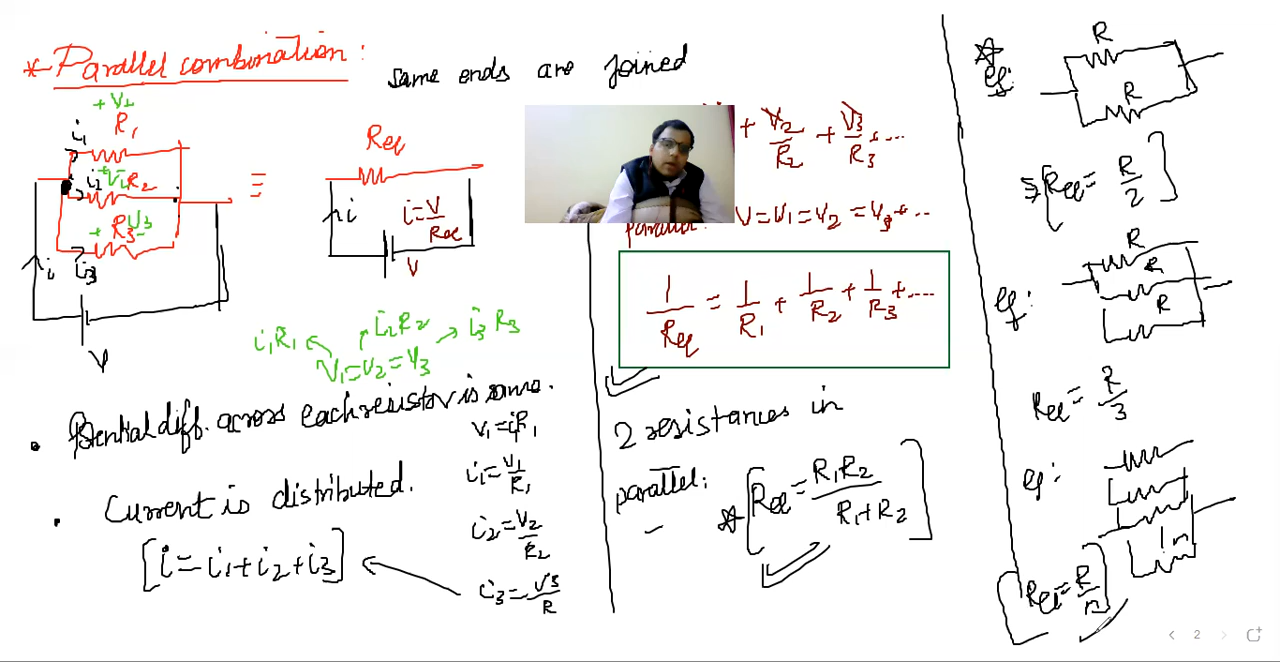 * Parallel combination:
same ends are joined
+ V1 -
i1 R1
i2 + V2 - R2
+ V3 -
R3
i3
i
V
≡
Req
i
i = V/Req
V
i1R1 ← V1 = V2 = V3 → i3R3
↑ i2R2
• Potential diff. across each resistor is same.
• Current is distributed.
[i = i1 + i2 + i3]
V1 = iR1
i1 = V1/R1
i2 = V2/R2
i3 = V3/R
+ V2/R2 + V3/R3 + ....
parallel: V = V1 = V2 = V3 + ..
1/Req = 1/R1 + 1/R2 + 1/R3 + ....
2 resistances in
parallel:
* [Req = R1R2/R1+R2]
* eg:
R
R
[Req = R/2]
eg:
R
R
R
Req = R/3
eg:
n
[Req = R/n]
2